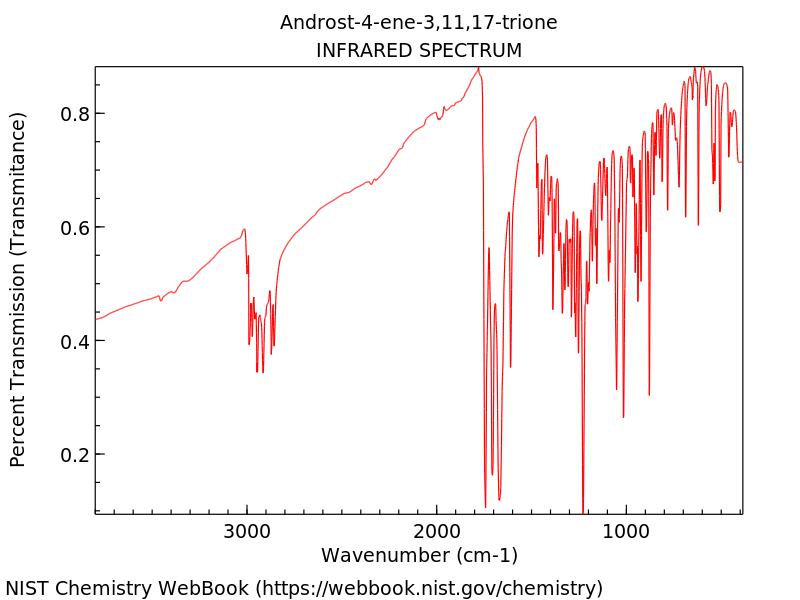 Androst-4-ene-3,11,17-trione
INFRARED SPECTRUM
Percent Transmission (Transmitance)
0.8
0.6
0.4
0.2
3000 2000 1000
Wavenumber (cm-1)
NIST Chemistry WebBook (https://webbook.nist.gov/chemistry)